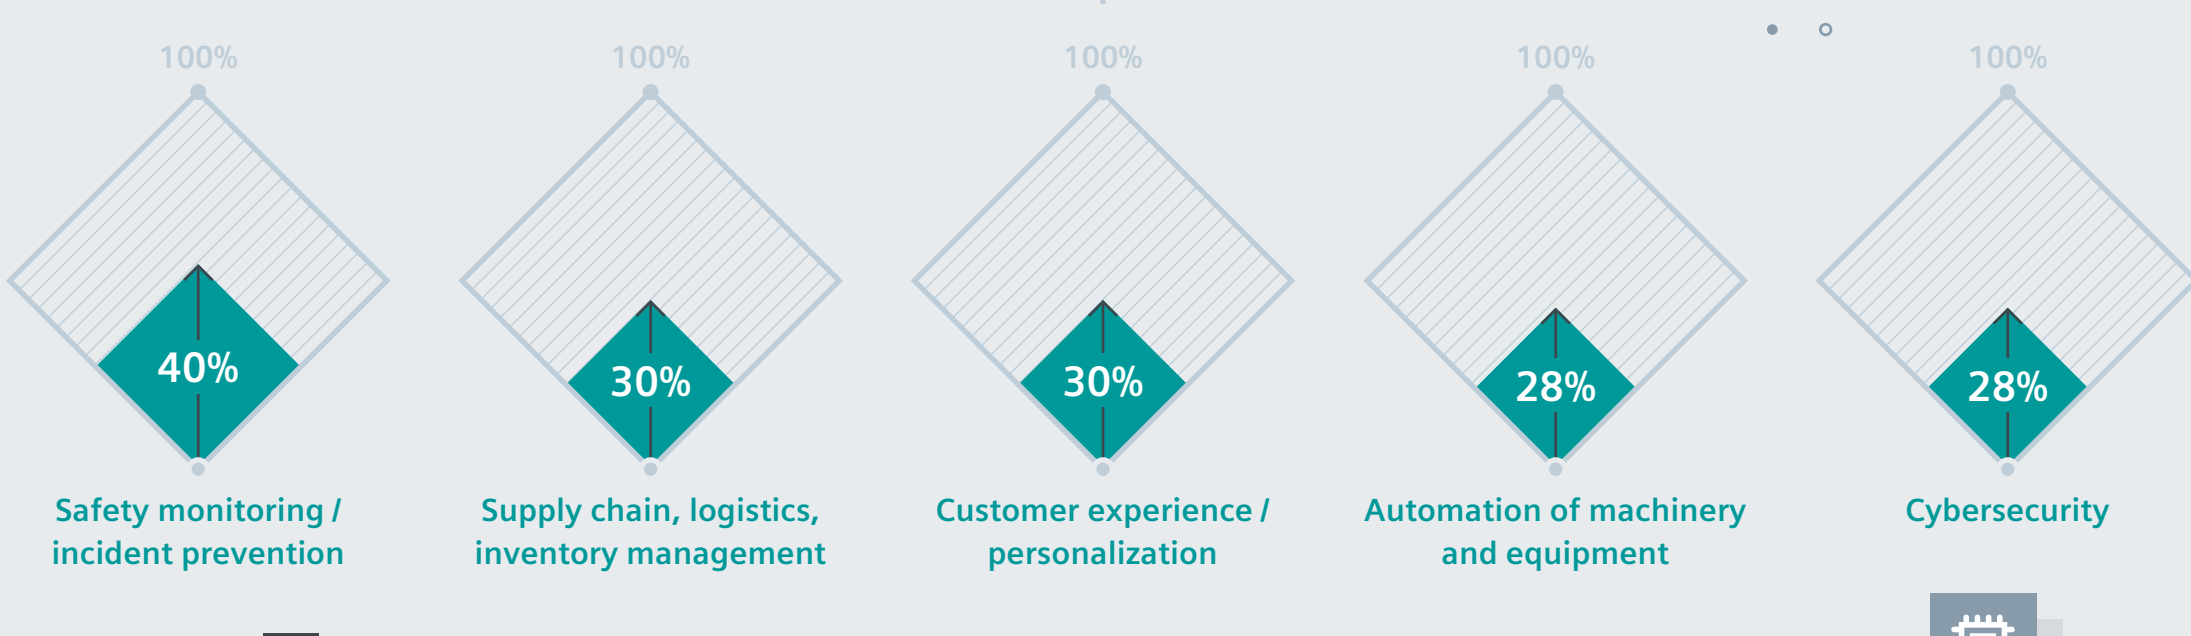 100%
100%
100%
100%
100%
40%
30%
30%
28%
28%
Safety monitoring /
incident prevention
Supply chain, logistics,
inventory management
Customer experience /
personalization
Automation of machinery
and equipment
Cybersecurity